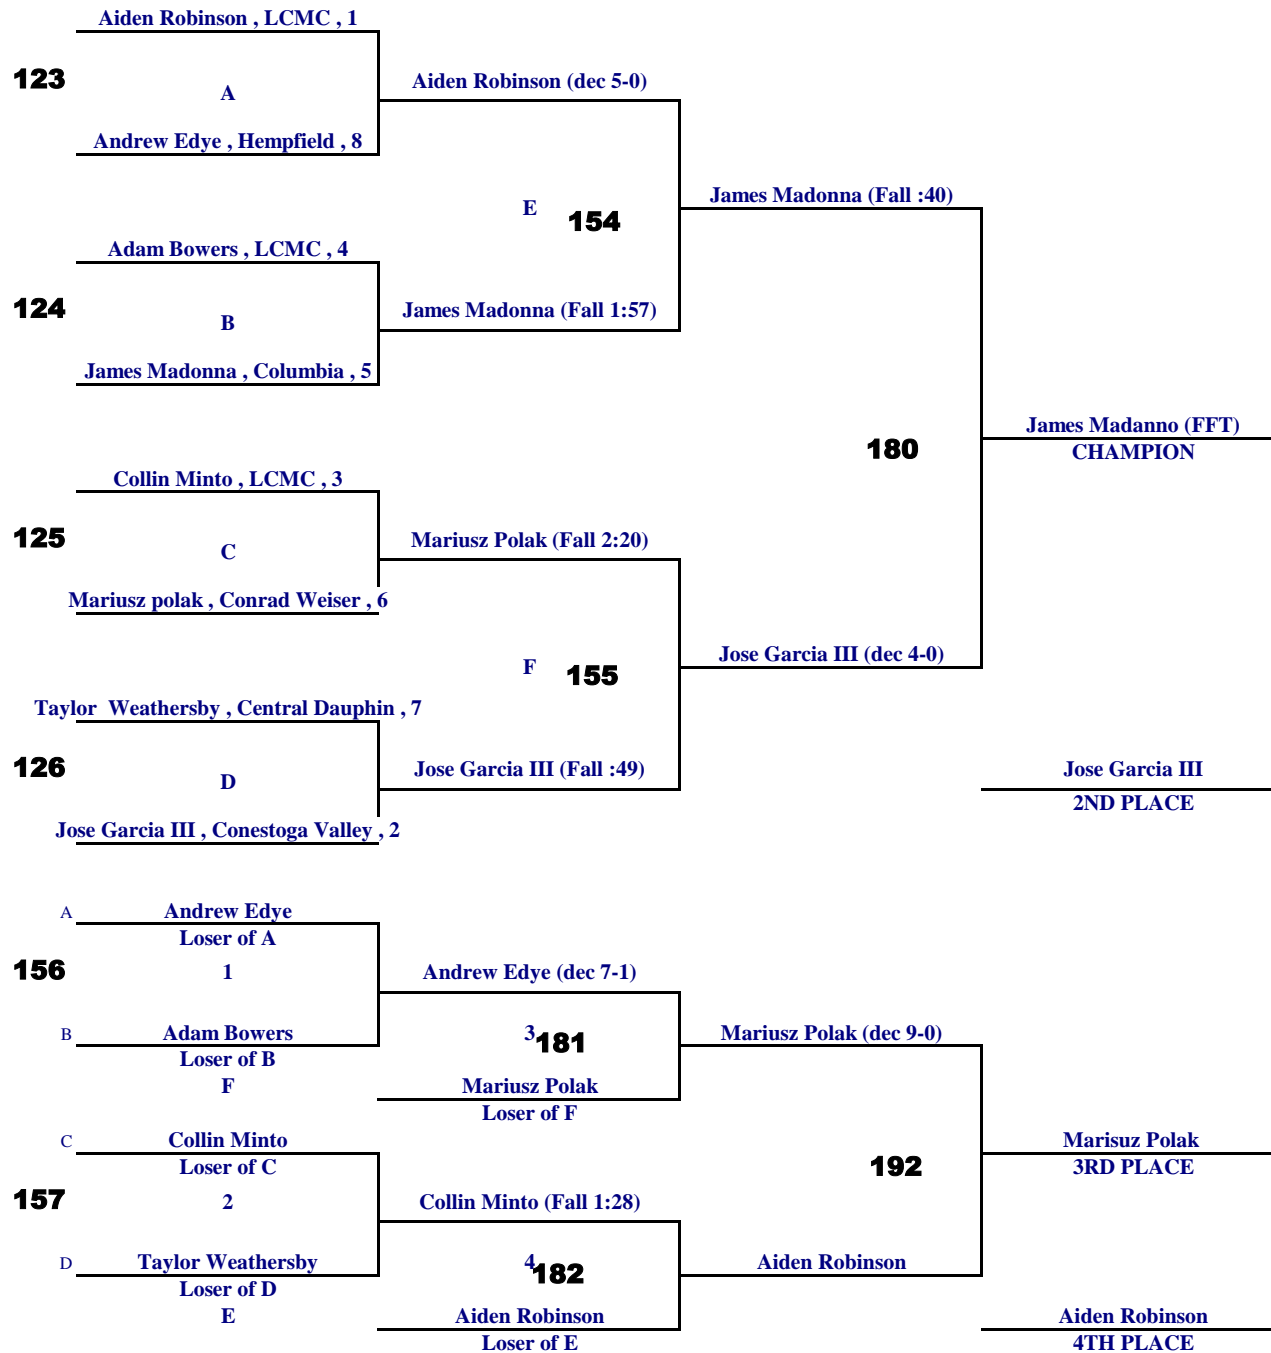 Aiden Robinson , LCMC , 1
123
Aiden Robinson (dec 5-0)
A
Andrew Edye , Hempfield , 8
James Madonna (Fall :40)
E
154
Adam Bowers , LCMC , 4
124
James Madonna (Fall 1:57)
B
James Madonna , Columbia , 5
James Madanno (FFT)
180
CHAMPION
Collin Minto , LCMC , 3
125
Mariusz Polak (Fall 2:20)
C
Mariusz polak , Conrad Weiser , 6
Jose Garcia III (dec 4-0)
F
155
Taylor  Weathersby , Central Dauphin , 7
126
Jose Garcia III (Fall :49)
Jose Garcia III
D
2ND PLACE
Jose Garcia III , Conestoga Valley , 2
A
Andrew Edye
Loser of A
156
1
Andrew Edye (dec 7-1)
B
Adam Bowers
3
181
Mariusz Polak (dec 9-0)
Loser of B
F
Mariusz Polak
Loser of F
C
Collin Minto
Marisuz Polak
Loser of C
192
3RD PLACE
157
2
Collin Minto (Fall 1:28)
D
Taylor Weathersby
4
182
Aiden Robinson
Loser of D
E
Aiden Robinson
Aiden Robinson
Loser of E
4TH PLACE